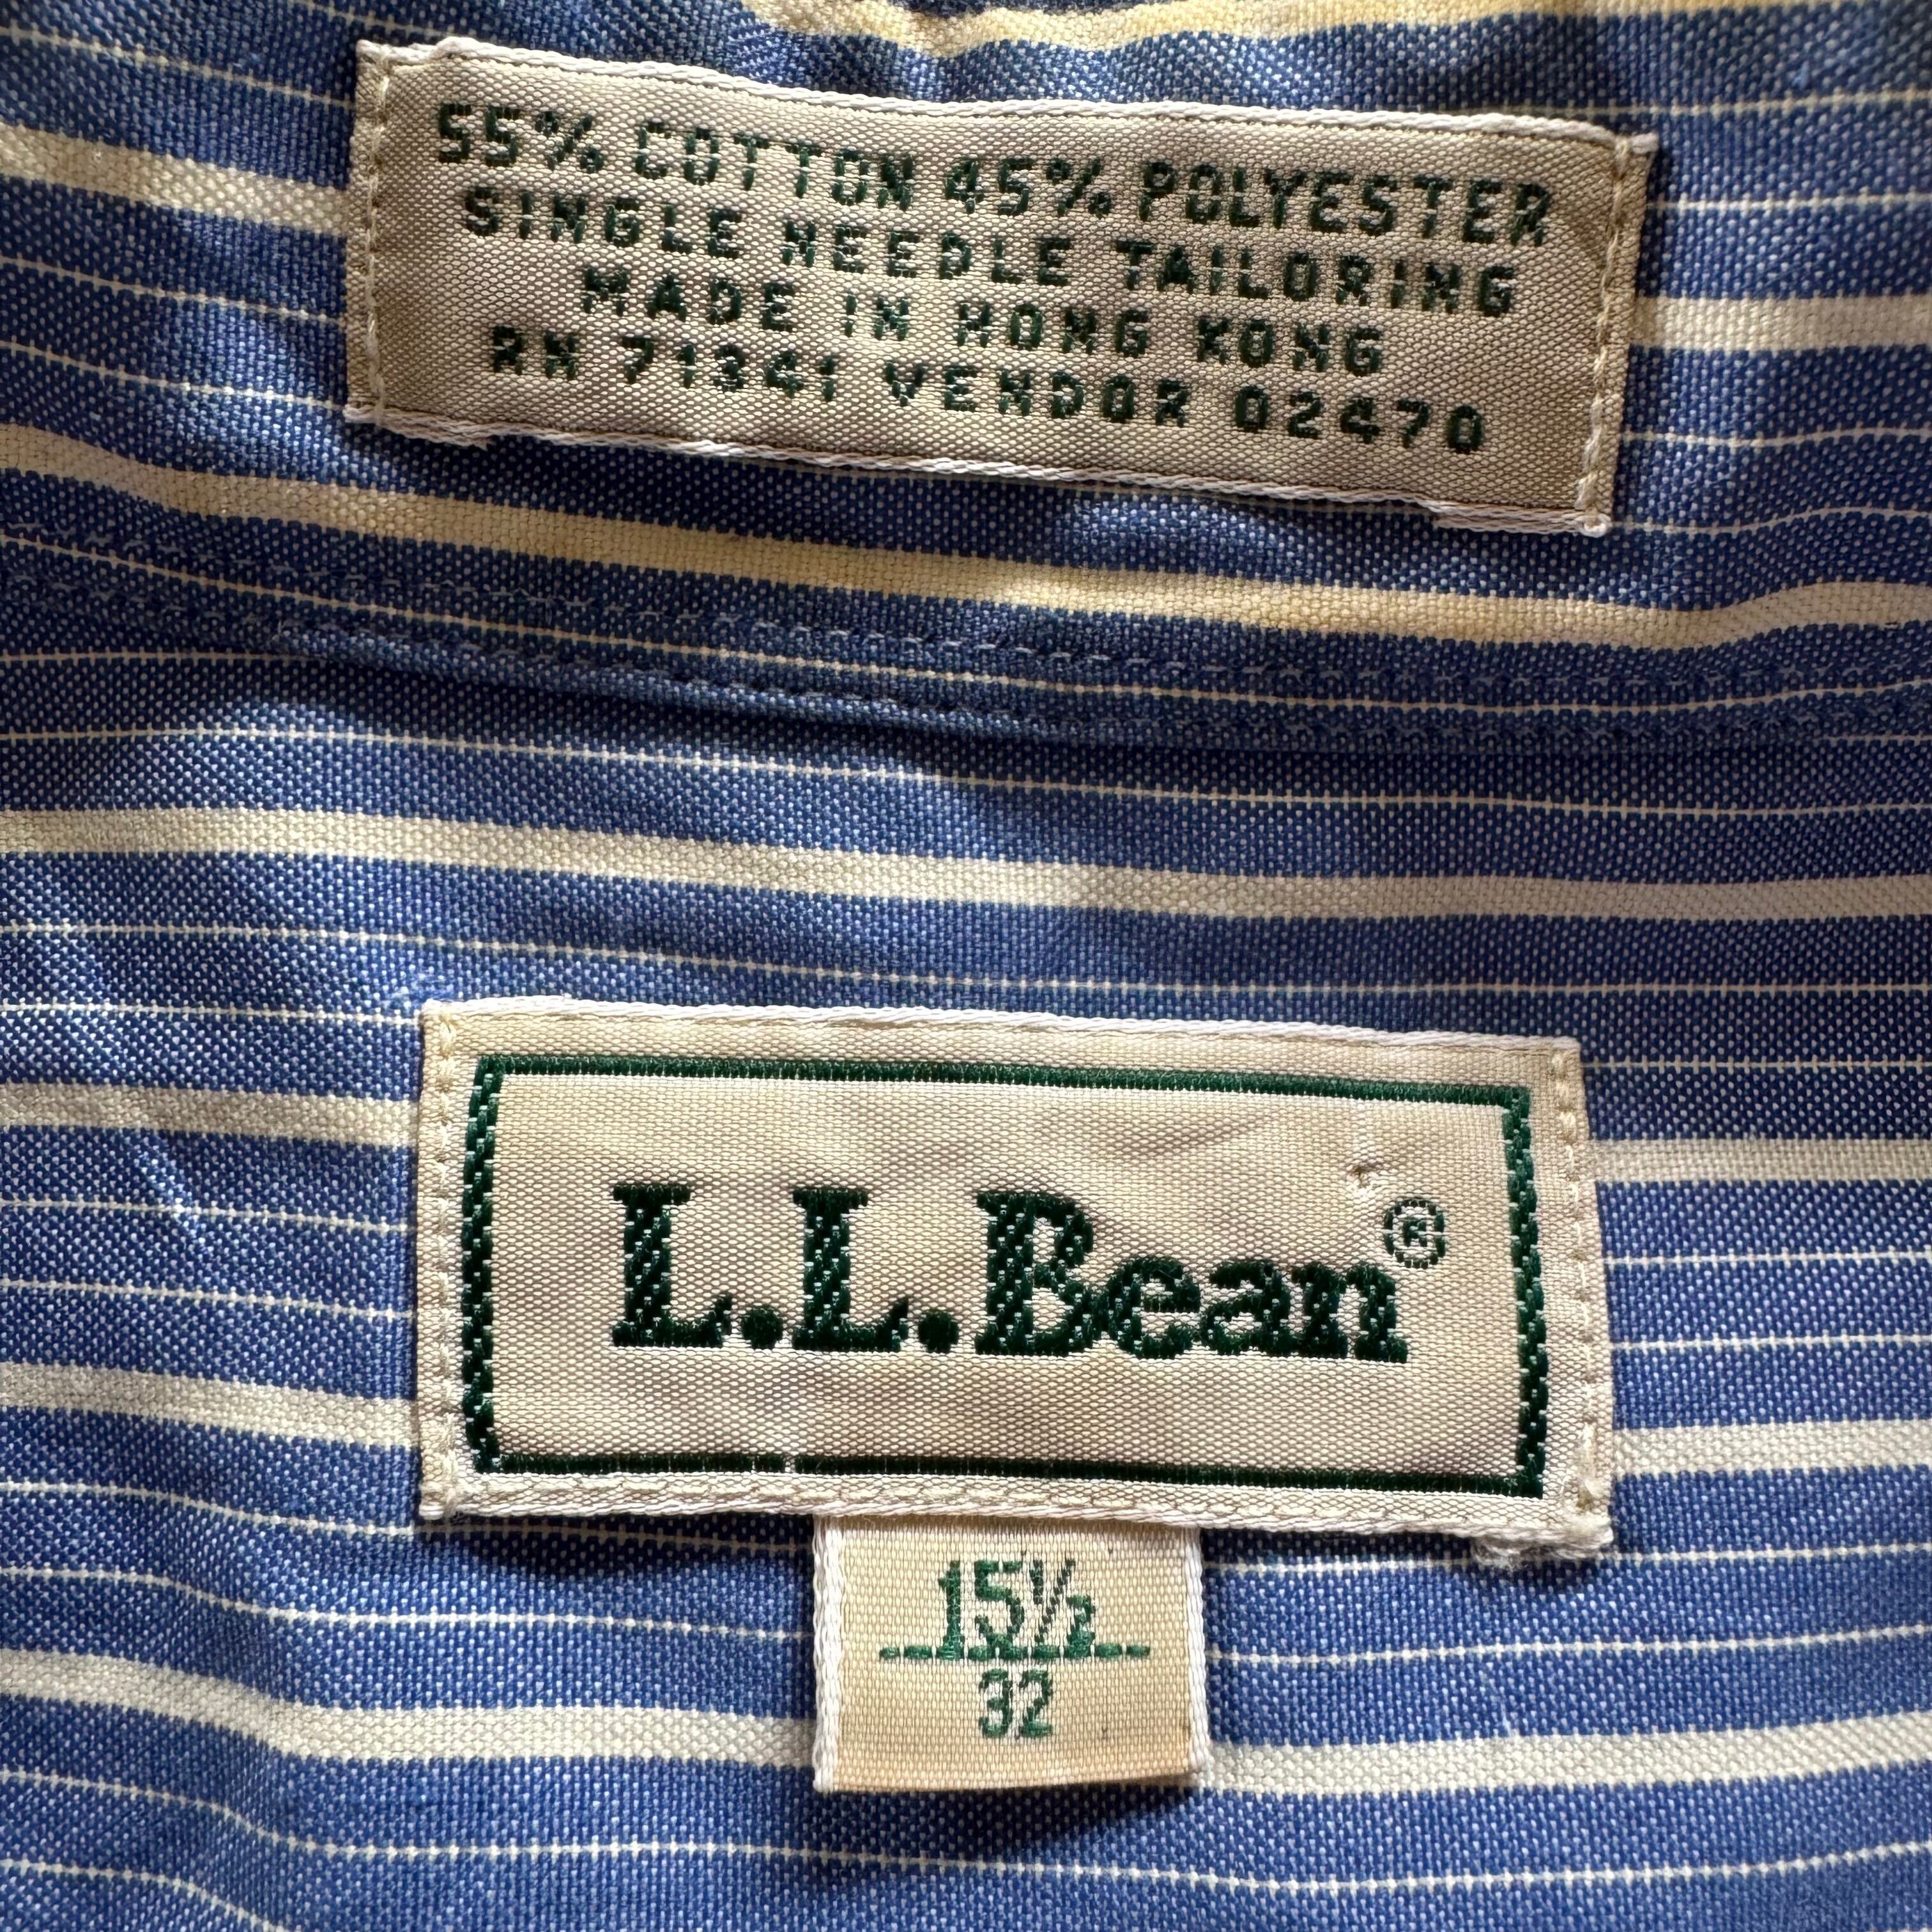 55% COTTON 45% POLYESTER
SINGLE NEEDLE TAILORING
MADE IN HONG KONG
RN 71341 VENDOR 02470
L.L.Bean®
15½
32